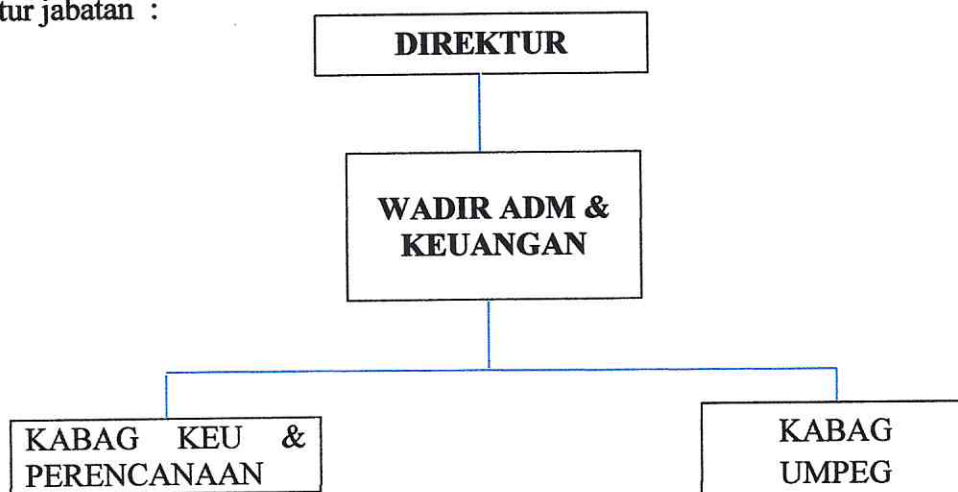 tur jabatan :
DIREKTUR
WADIR ADM &
KEUANGAN
KABAG KEU &
PERENCANAAN
KABAG
UMPEG